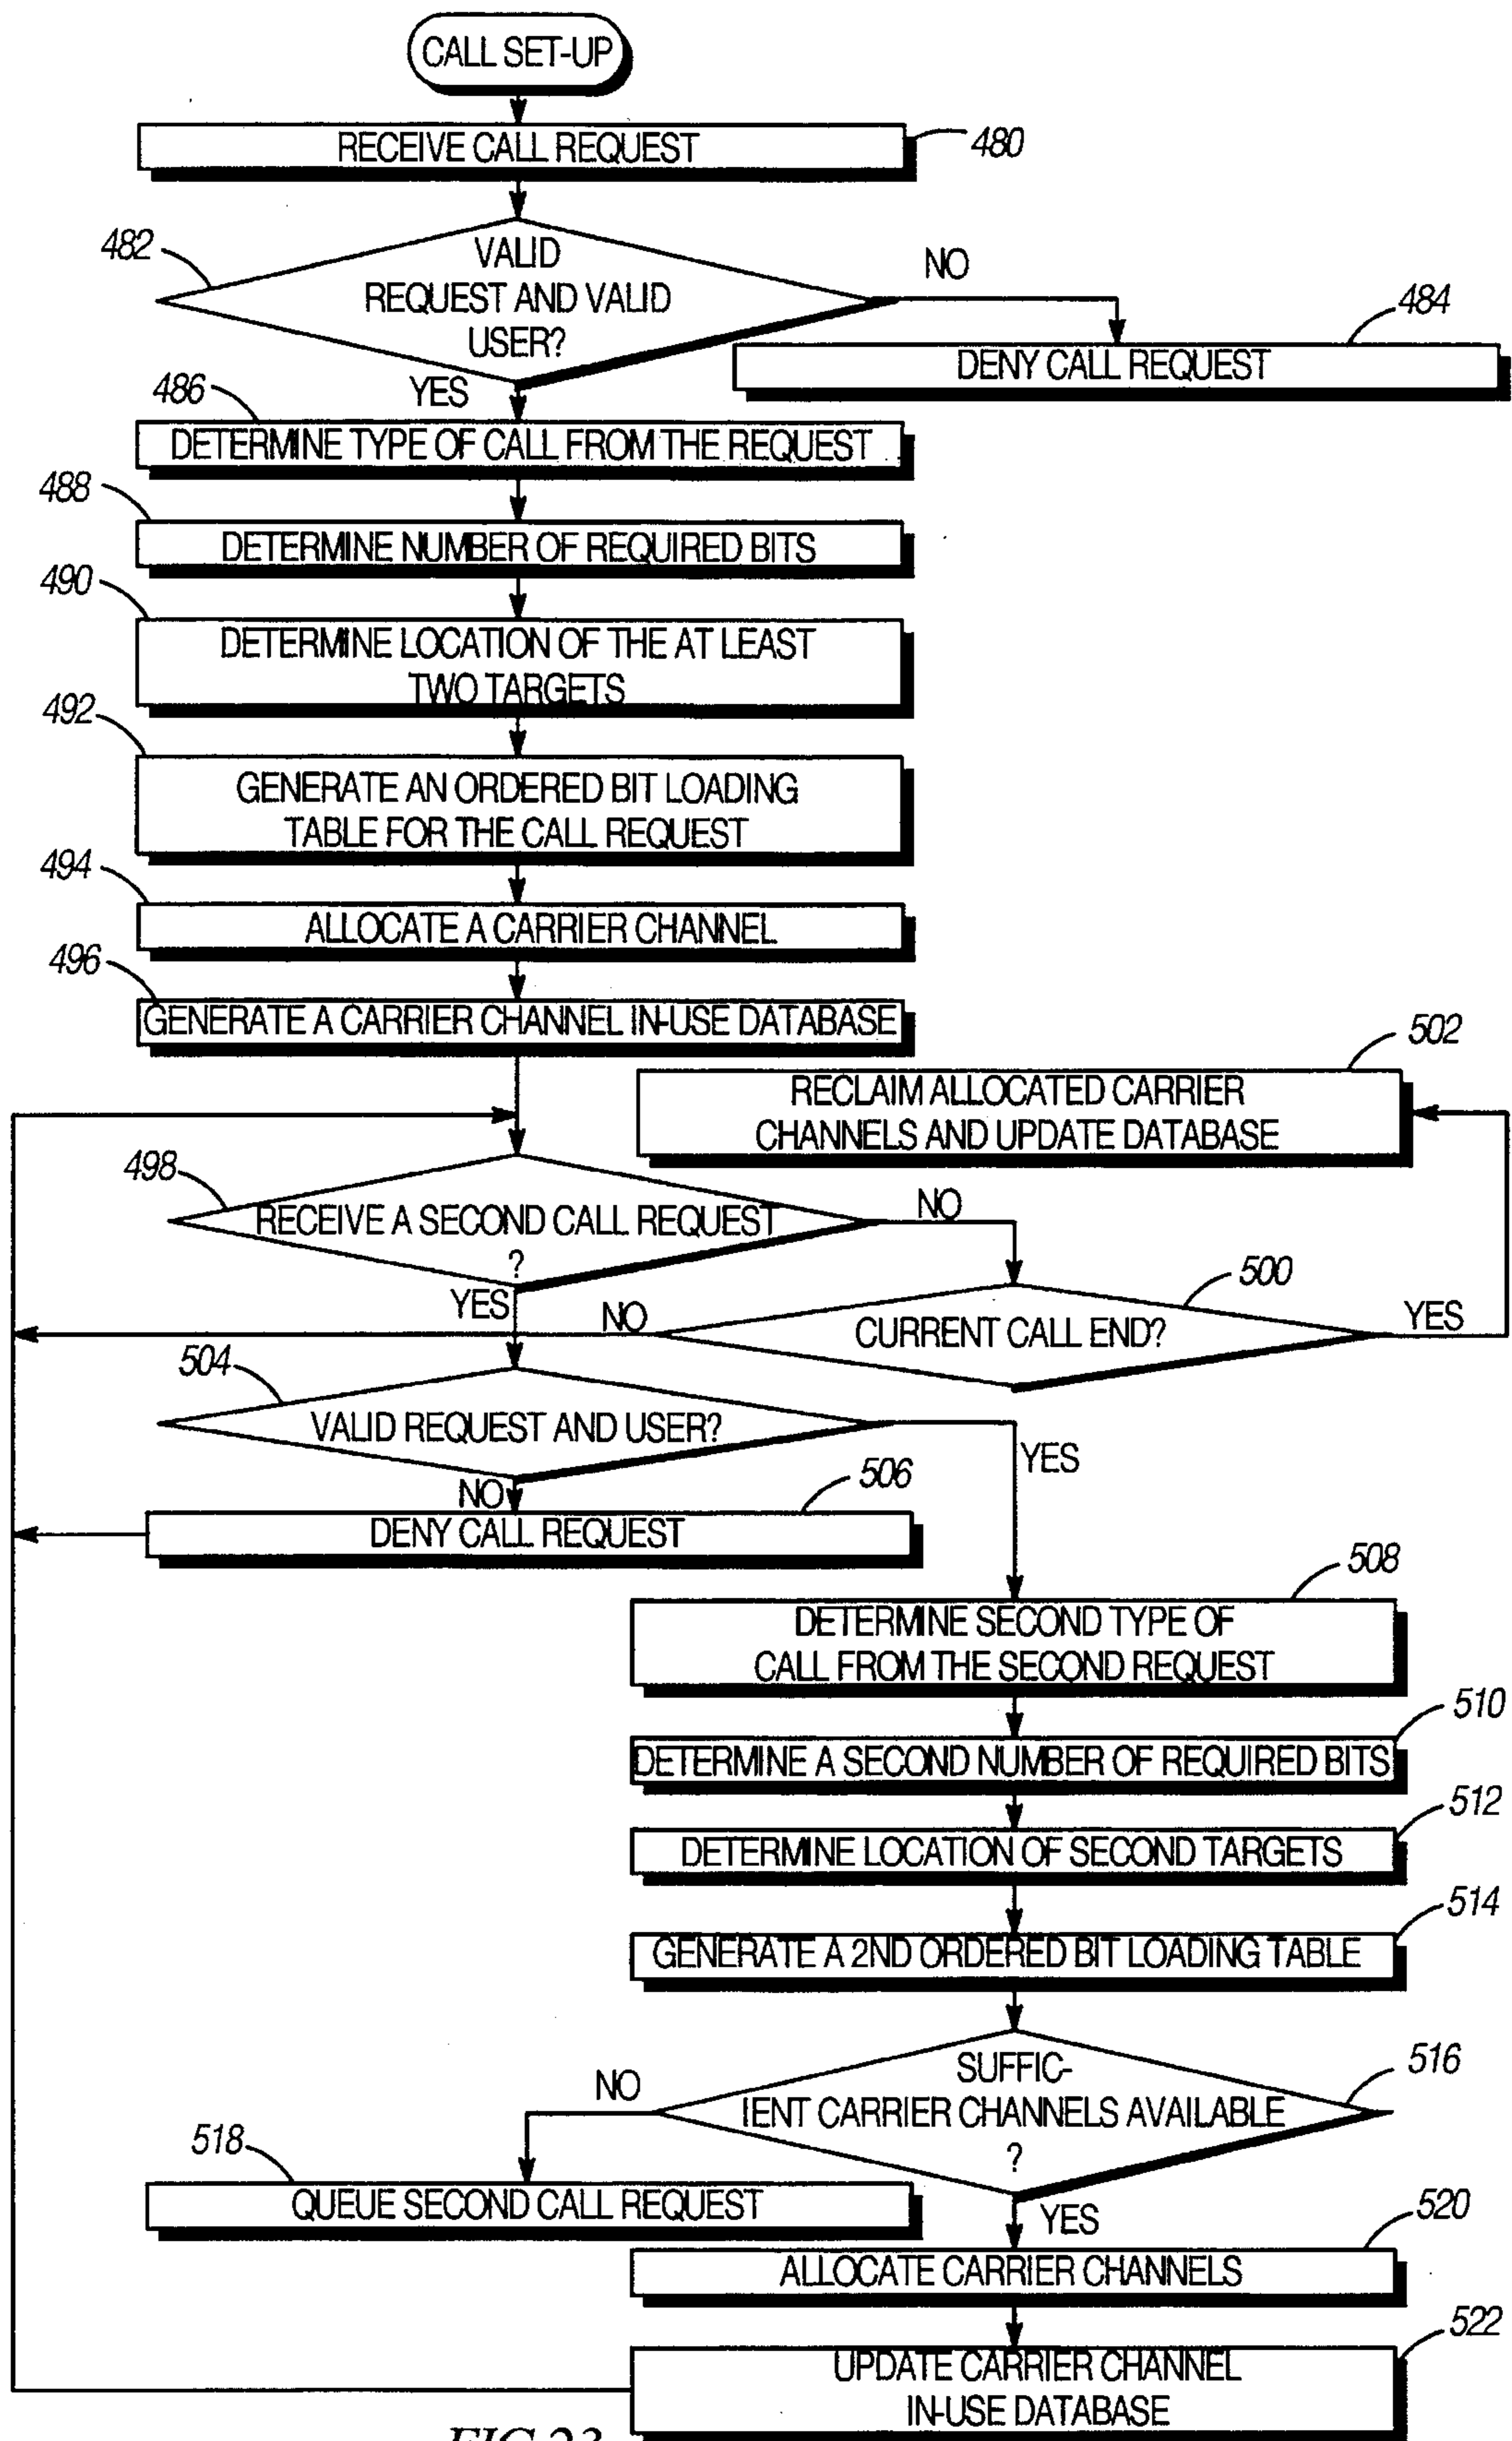 CALL SET-UP
RECEIVE CALL REQUEST
480
482
VALID
REQUEST AND VALID
USER?
NO
484
DENY CALL REQUEST
YES
486
DETERMINE TYPE OF CALL FROM THE REQUEST
488
DETERMINE NUMBER OF REQUIRED BITS
490
DETERMINE LOCATION OF THE AT LEAST
TWO TARGETS
492
GENERATE AN ORDERED BIT LOADING
TABLE FOR THE CALL REQUEST
494
ALLOCATE A CARRIER CHANNEL
496
GENERATE A CARRIER CHANNEL IN-USE DATABASE
502
RECLAIM ALLOCATED CARRIER
CHANNELS AND UPDATE DATABASE
498
RECEIVE A SECOND CALL REQUEST
?
NO
YES
500
CURRENT CALL END?
NO
YES
504
VALID REQUEST AND USER?
YES
NO
506
DENY CALL REQUEST
508
DETERMINE SECOND TYPE OF
CALL FROM THE SECOND REQUEST
510
DETERMINE A SECOND NUMBER OF REQUIRED BITS
512
DETERMINE LOCATION OF SECOND TARGETS
514
GENERATE A 2ND ORDERED BIT LOADING TABLE
516
SUFFIC-
IENT CARRIER CHANNELS AVAILABLE
?
NO
518
QUEUE SECOND CALL REQUEST
YES
520
ALLOCATE CARRIER CHANNELS
522
UPDATE CARRIER CHANNEL
IN-USE DATABASE
FIG.23